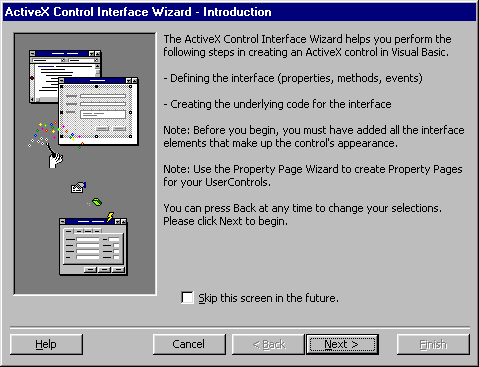 ActiveX Control Interface Wizard - Introduction
The ActiveX Control Interface Wizard helps you perform the
following steps in creating an ActiveX control in Visual Basic.
- Defining the interface (properties, methods, events)
- Creating the underlying code for the interface
Note: Before you begin, you must have added all the interface
elements that make up the control's appearance.
Note: Use the Property Page Wizard to create Property Pages
for your UserControls.
You can press Back at any time to change your selections.
Please click Next to begin.
Skip this screen in the future.
Help Cancel < Back Next > Finish